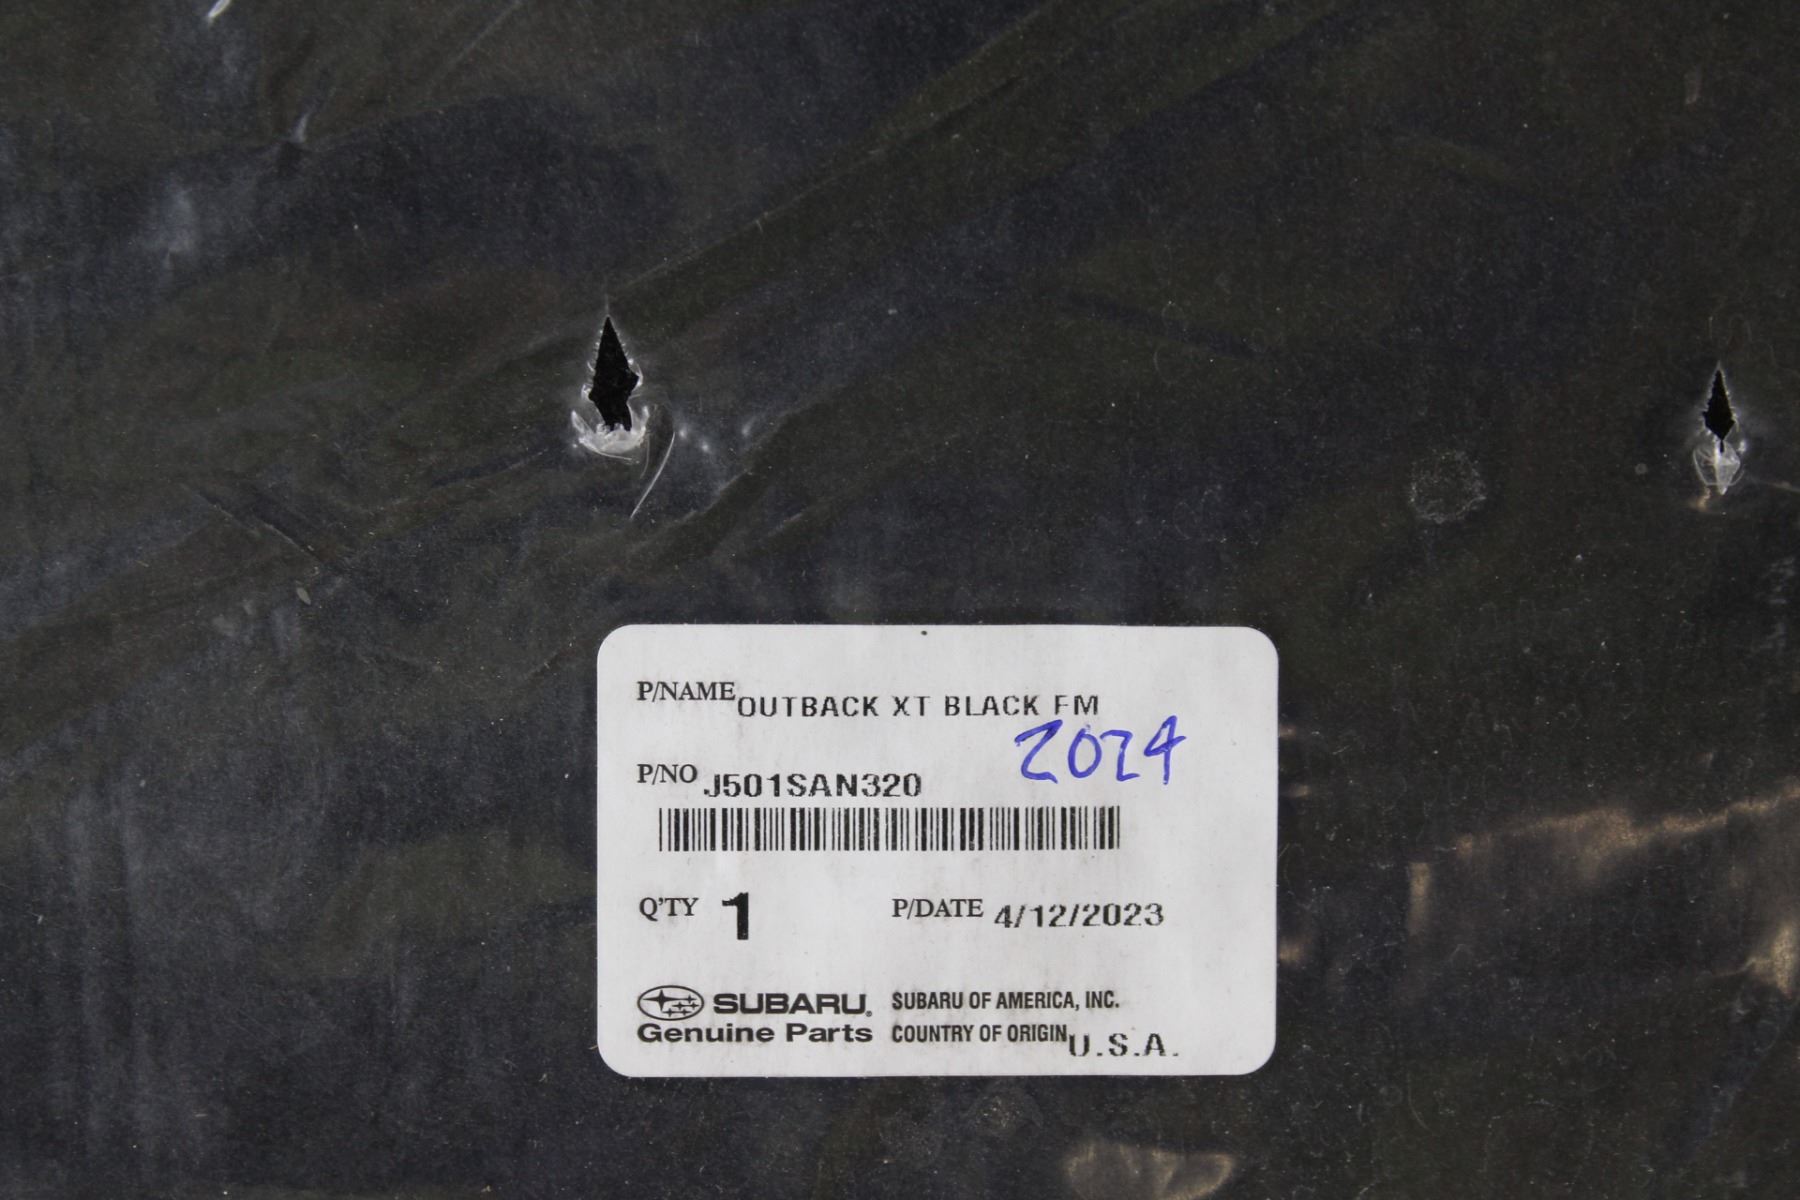 P/NAME OUTBACK XT BLACK FM
2024
P/NO J501SAN320
Q'TY 1 P/DATE 4/12/2023
SUBARU® SUBARU OF AMERICA, INC.
Genuine Parts COUNTRY OF ORIGIN U.S.A.